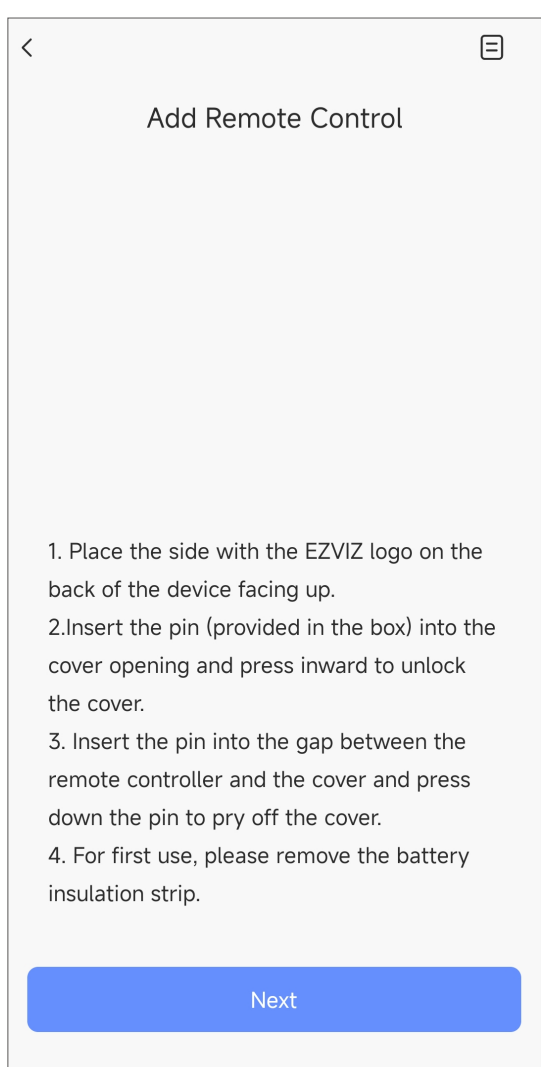 Add Remote Control
1. Place the side with the EZVIZ logo on the
back of the device facing up.
2.Insert the pin (provided in the box) into the
cover opening and press inward to unlock
the cover.
3. Insert the pin into the gap between the
remote controller and the cover and press
down the pin to pry off the cover.
4. For first use, please remove the battery
insulation strip.
Next